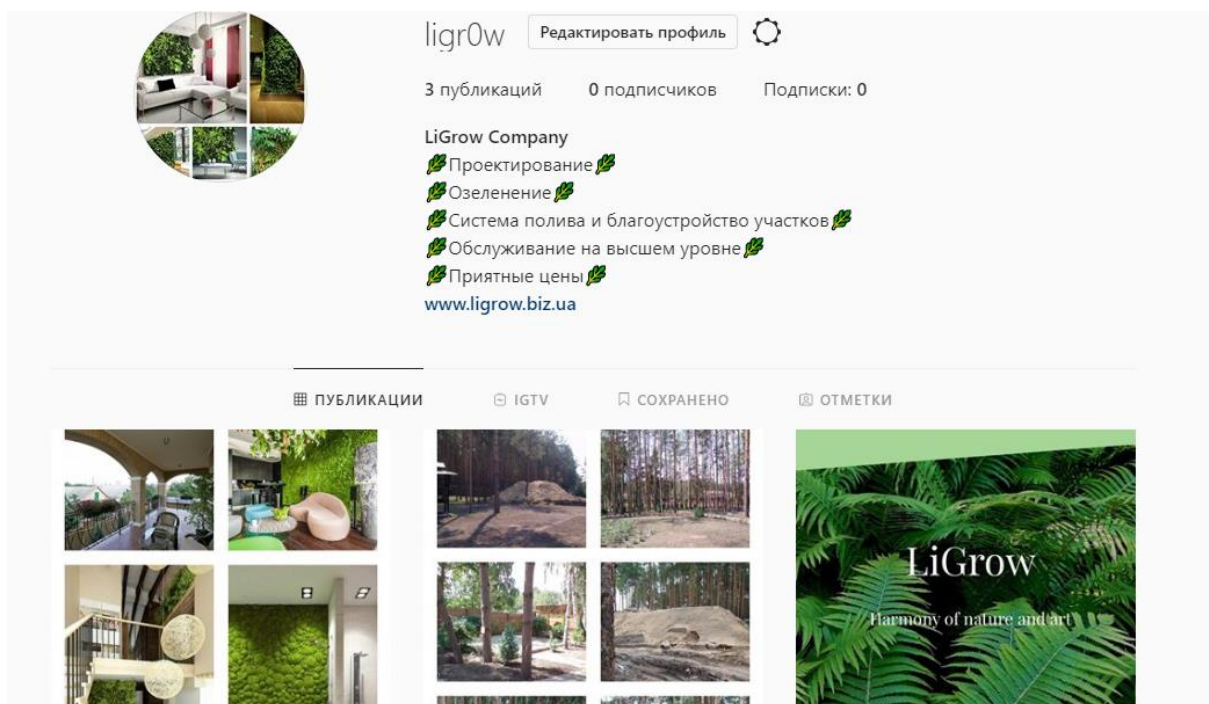 ligr0w Редактировать профиль
3 публикаций 0 подписчиков Подписки: 0
LiGrow Company
🌿Проектирование🌿
🌿Озеленение🌿
🌿Система полива и благоустройство участков🌿
🌿Обслуживание на высшем уровне🌿
🌿Приятные цены🌿
www.ligrow.biz.ua
ПУБЛИКАЦИИ IGTV СОХРАНЕНО ОТМЕТКИ
LiGrow
Harmony of nature and art